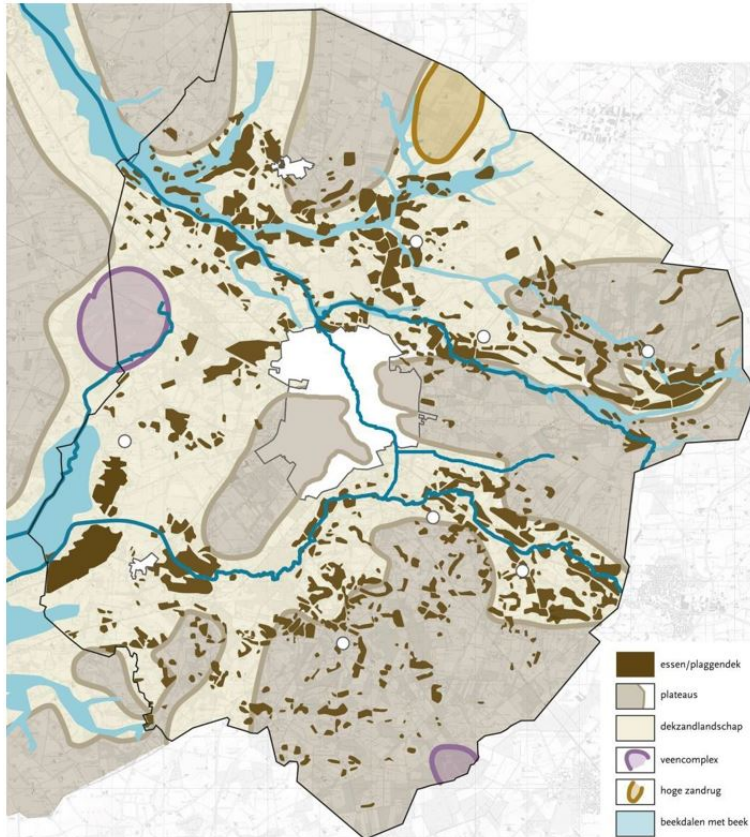 essen/plaggendek
plateaus
dekzandlandschap
veencomplex
hoge zandrug
beekdalen met beek